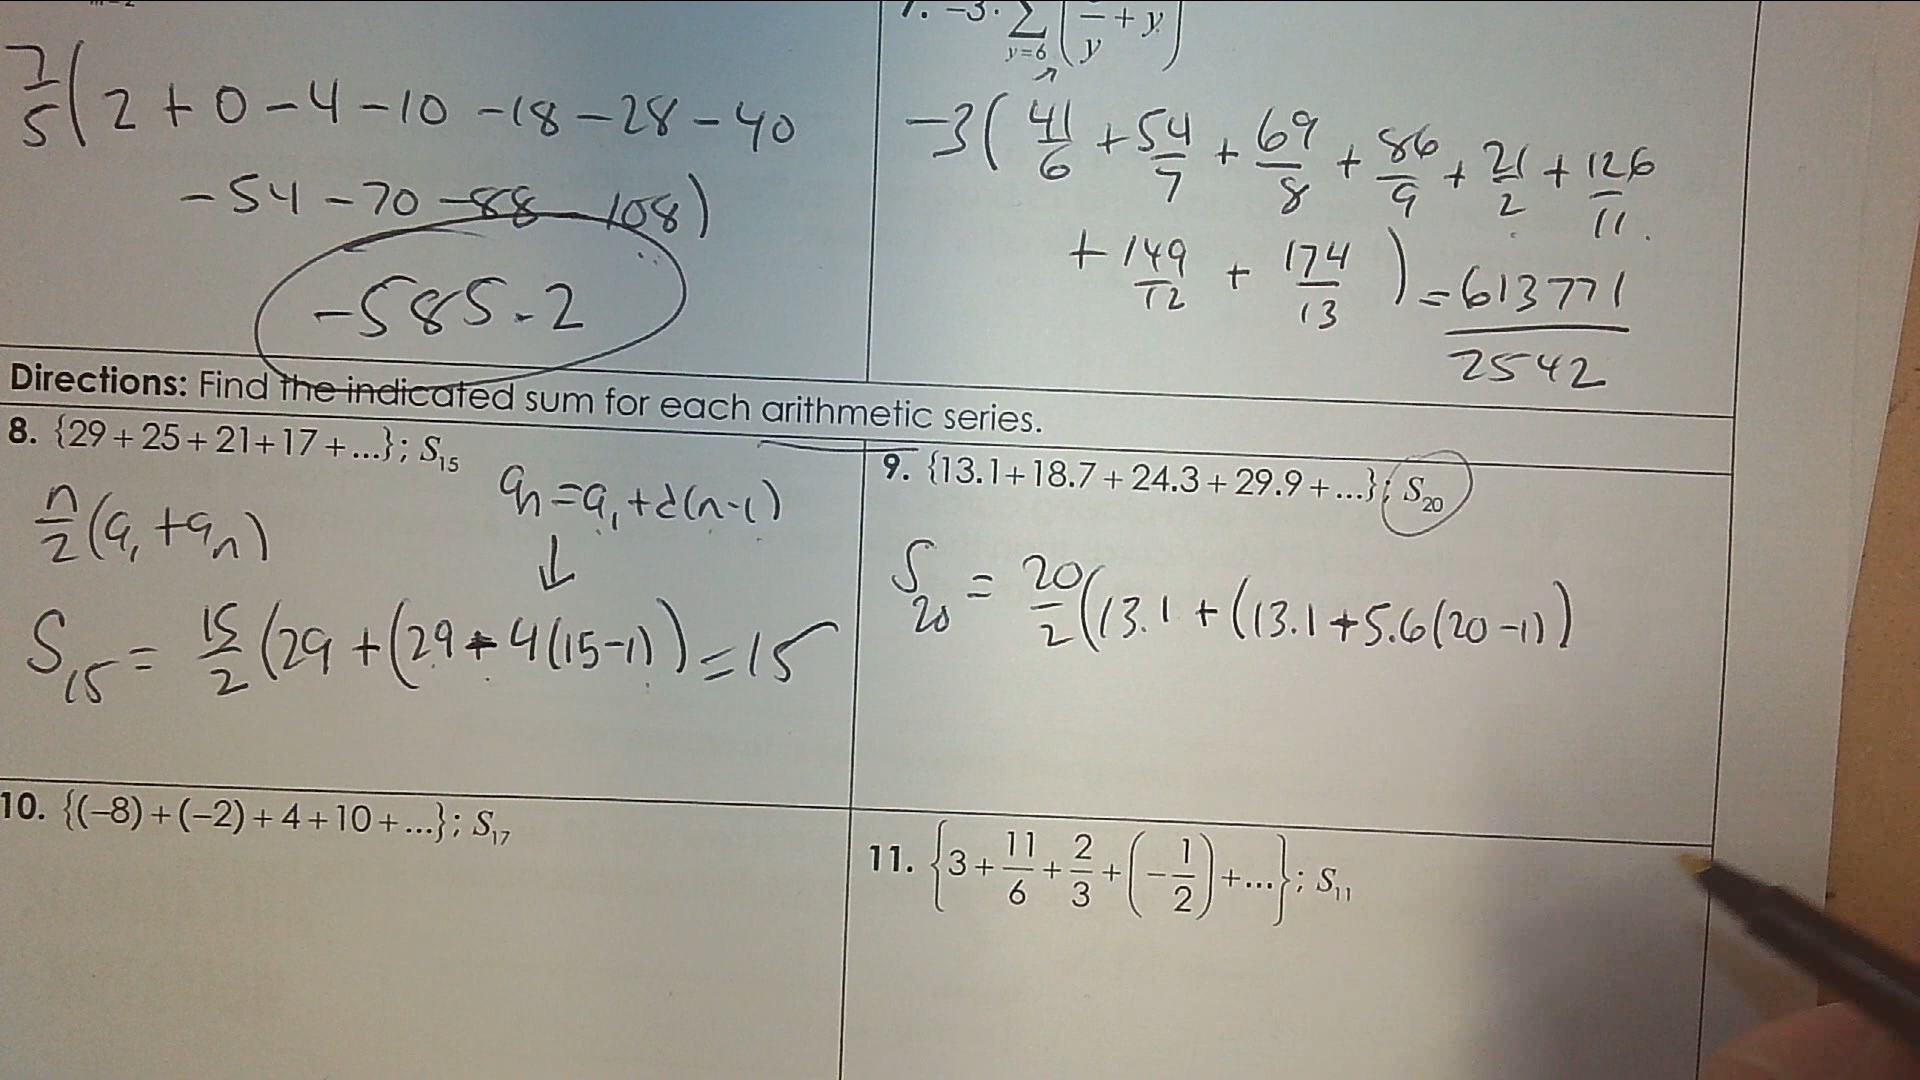 7/5(2+0-4-10-18-28-40
-54-70-88-108)
-585.2
7. -3·∑ y=6 ( /y + y)
-3(41/6 + 54/7 + 69/8 + 86/9 + 21/2 + 126/11
+ 149/12 + 174/13) = 613771/2542
Directions: Find the indicated sum for each arithmetic series.
8. {29+25+21+17+...}; S₁₅
n/2(a₁+aₙ)
aₙ=a₁+d(n-1)
↓
S₁₅ = 15/2(29+(29-4(15-1))=15
9. {13.1+18.7+24.3+29.9+...}; S₂₀
S₂₀ = 20/2(13.1+(13.1+5.6(20-1))
10. {(-8)+(-2)+4+10+...}; S₁₇
11. {3+11/6+2/3+(-1/2)+...}; S₁₁